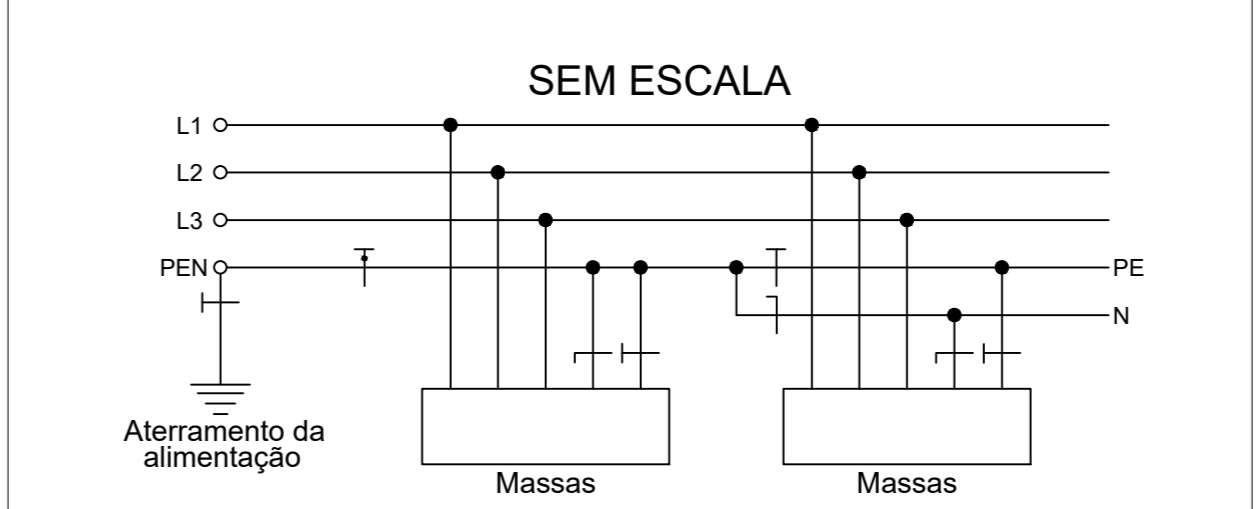 SEM ESCALA
L1
L2
L3
PEN
PE
N
Aterramento da
alimentação
Massas
Massas